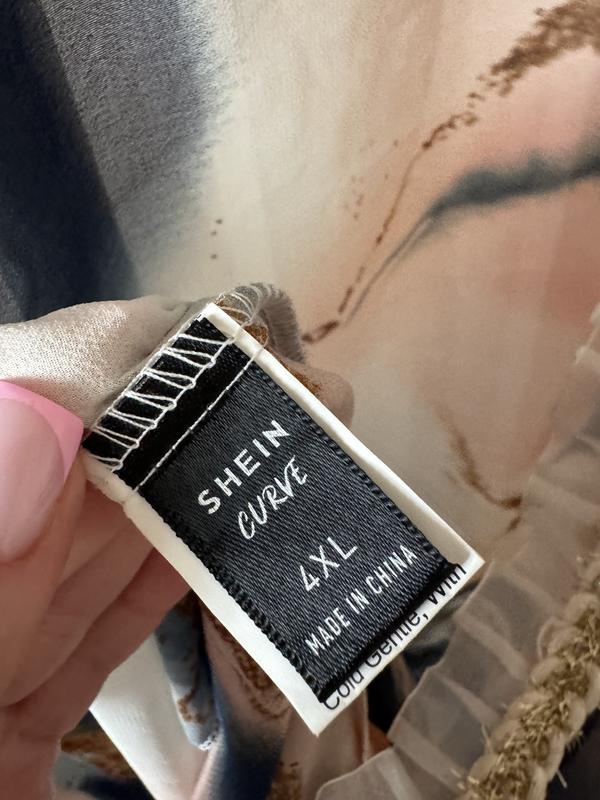 SHEIN
CURVE
4XL
MADE IN CHINA
Cold Gentle, With